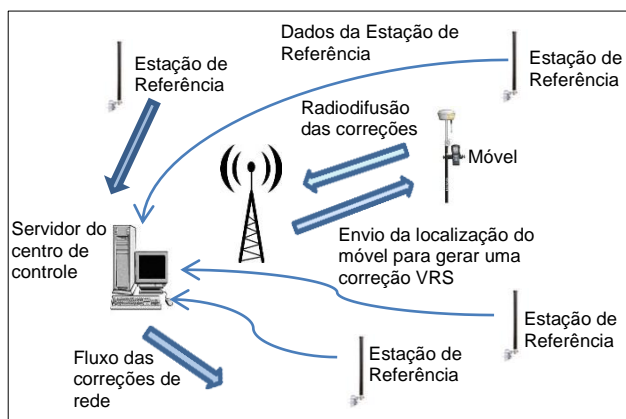 Dados da Estação de
Referência
Estação de
Referência
Estação de
Referência
Radiodifusão
das correções
Móvel
Servidor do
centro de
controle
Envio da localização do
móvel para gerar uma
correção VRS
Estação de
Referência
Estação de
Referência
Fluxo das
correções de
rede